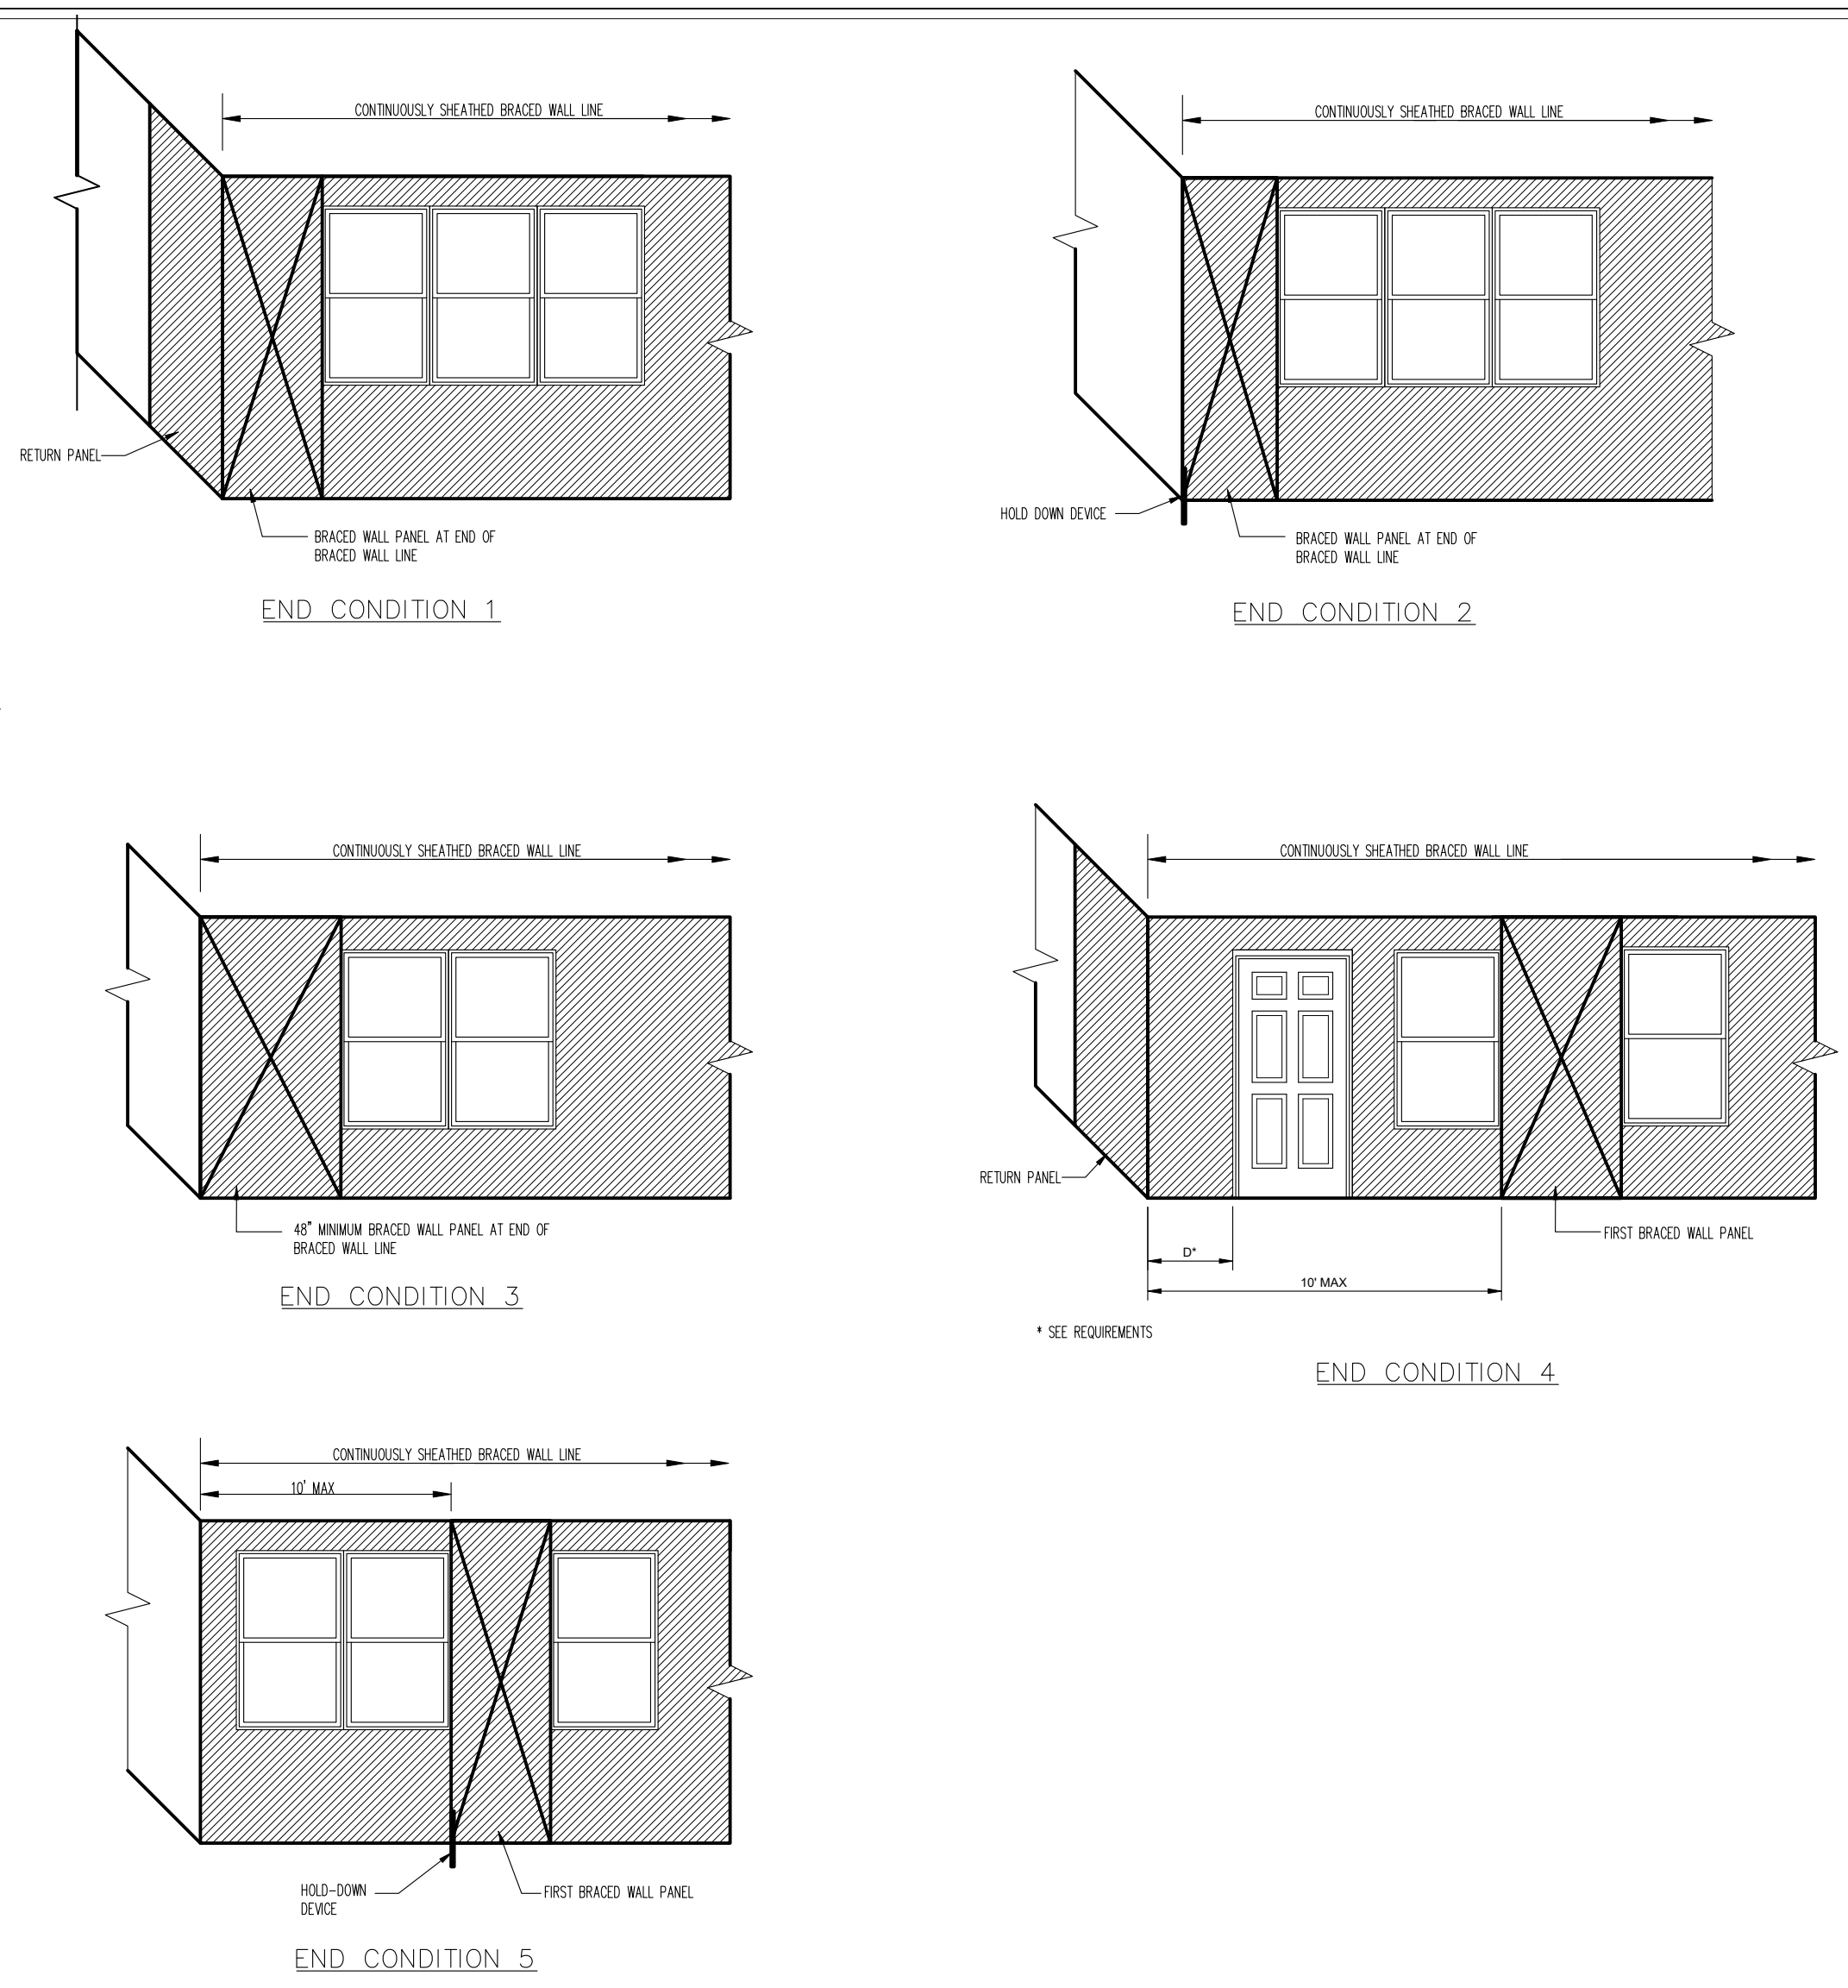 CONTINUOUSLY SHEATHED BRACED WALL LINE
RETURN PANEL
BRACED WALL PANEL AT END OF
BRACED WALL LINE
END CONDITION 1
CONTINUOUSLY SHEATHED BRACED WALL LINE
HOLD DOWN DEVICE
BRACED WALL PANEL AT END OF
BRACED WALL LINE
END CONDITION 2
CONTINUOUSLY SHEATHED BRACED WALL LINE
48" MINIMUM BRACED WALL PANEL AT END OF
BRACED WALL LINE
END CONDITION 3
CONTINUOUSLY SHEATHED BRACED WALL LINE
RETURN PANEL
FIRST BRACED WALL PANEL
D*
10' MAX
* SEE REQUIREMENTS
END CONDITION 4
CONTINUOUSLY SHEATHED BRACED WALL LINE
10' MAX
HOLD-DOWN
DEVICE
FIRST BRACED WALL PANEL
END CONDITION 5